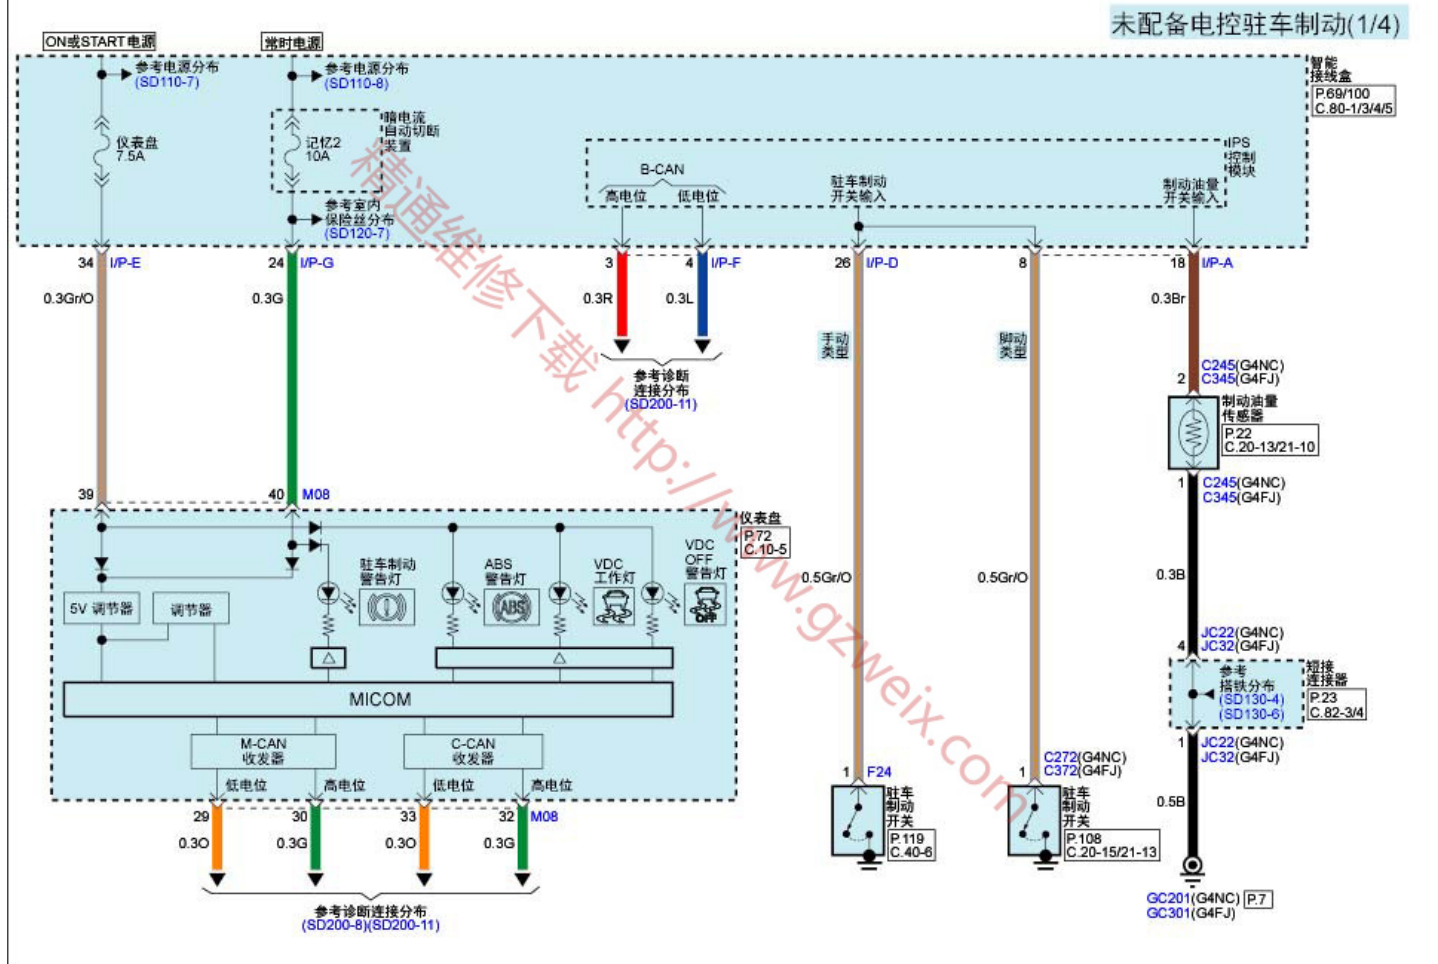 未配备电控驻车制动(1/4)
ON或START电源
常时电源
参考电源分布
(SD110-7)
参考电源分布
(SD110-8)
智能
接线盒
P.69/100
C.80-1/3/4/5
仪表盘
7.5A
记忆2
10A
暗电流
自动切断
装置
参考室内
保险丝分布
(SD120-7)
B-CAN
高电位
低电位
驻车制动
开关输入
制动油量
开关输入
IPS
控制
模块
34
I/P-E
24
I/P-G
3
4
I/P-F
26
I/P-D
8
18
I/P-A
0.3Gr/O
0.3G
0.3R
0.3L
0.3Br
手动
类型
脚动
类型
参考诊断
连接分布
(SD200-11)
C245(G4NC)
2
C345(G4FJ)
制动油量
传感器
P.22
C.20-13/21-10
1
C245(G4NC)
C345(G4FJ)
39
40
M08
仪表盘
P.72
C.10-5
驻车制动
警告灯
ABS
警告灯
ABS
VDC
工作灯
VDC
OFF
警告灯
OFF
5V 调节器
调节器
MICOM
M-CAN
收发器
C-CAN
收发器
低电位
高电位
低电位
高电位
29
30
33
32
M08
0.3O
0.3G
0.3O
0.3G
参考诊断连接分布
(SD200-8)(SD200-11)
0.5Gr/O
0.5Gr/O
0.3B
JC22(G4NC)
4
JC32(G4FJ)
参考
搭铁分布
(SD130-4)
(SD130-6)
短接
连接器
P.23
C.82-3/4
1
JC22(G4NC)
JC32(G4FJ)
0.5B
1
F24
驻车
制动
开关
P.119
C.40-6
C272(G4NC)
1
C372(G4FJ)
驻车
制动
开关
P.108
C.20-15/21-13
GC201(G4NC)
P.7
GC301(G4FJ)
精通维修下载 http://www.gzweix.com